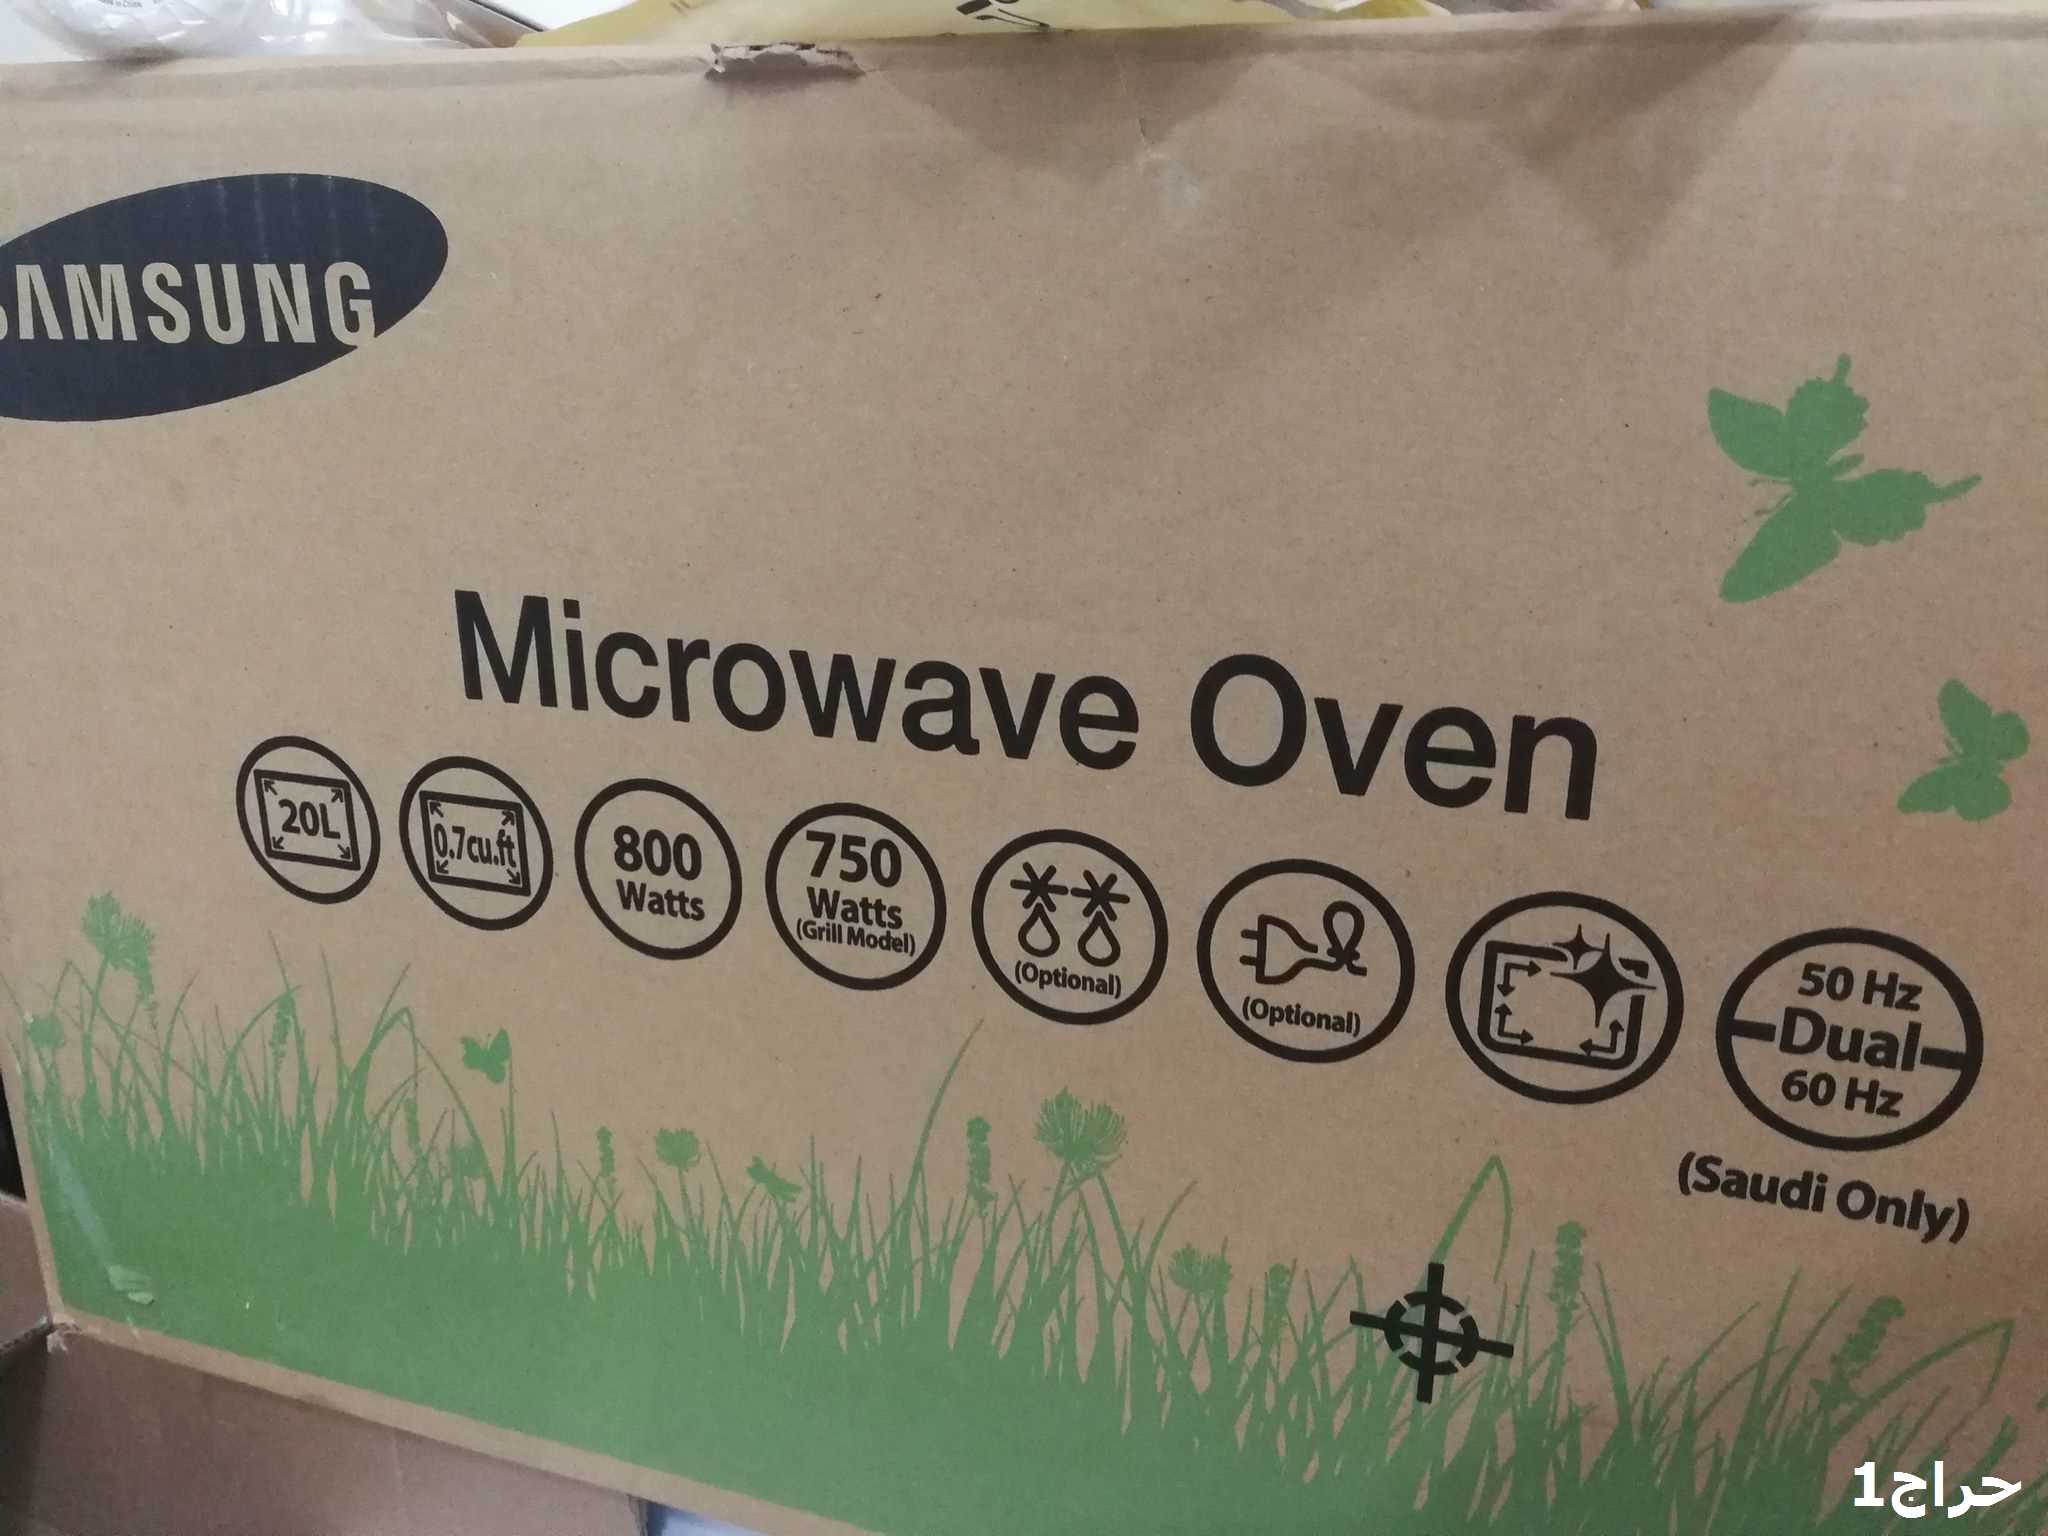 SAMSUNG
Microwave Oven
20L
0.7cu.ft
800
Watts
750
Watts
(Grill Model)
(Optional)
(Optional)
50 Hz
Dual
60 Hz
(Saudi Only)
حراج1